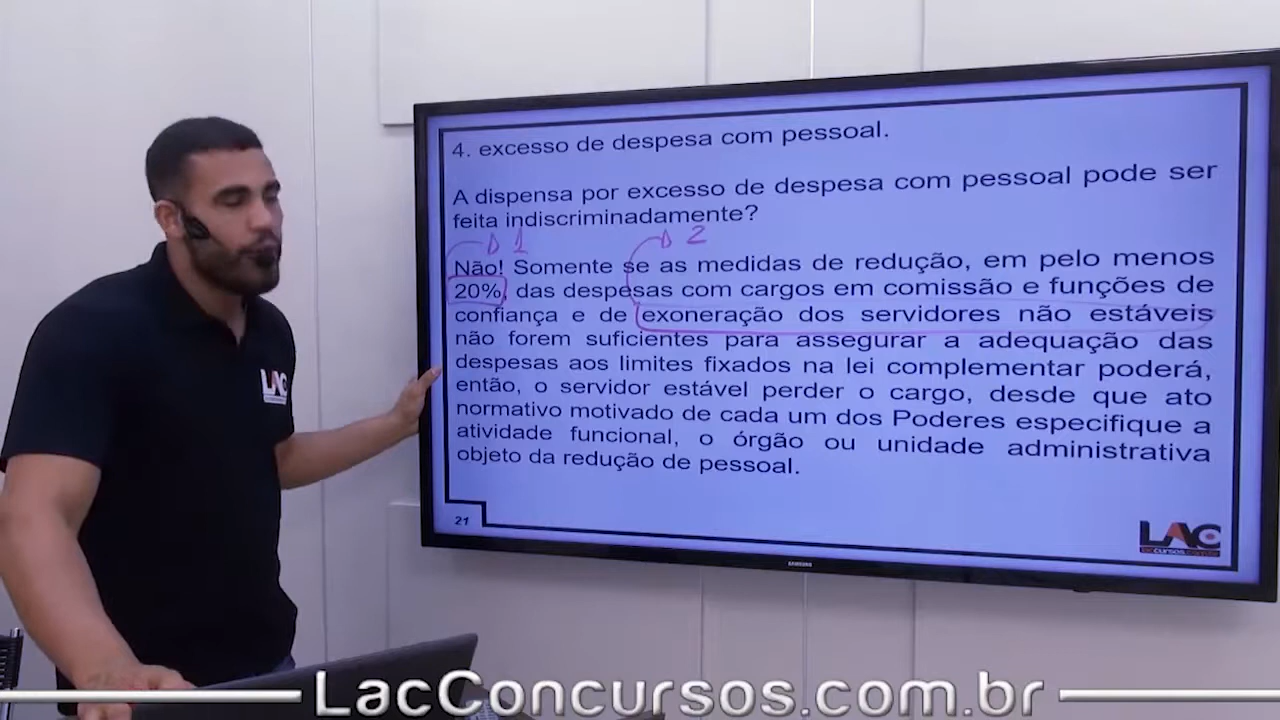 4. excesso de despesa com pessoal.
A dispensa por excesso de despesa com pessoal pode ser
feita indiscriminadamente?
1 2
Não! Somente se as medidas de redução, em pelo menos
20%, das despesas com cargos em comissão e funções de
confiança e de exoneração dos servidores não estáveis
não forem suficientes para assegurar a adequação das
despesas aos limites fixados na lei complementar poderá,
então, o servidor estável perder o cargo, desde que ato
normativo motivado de cada um dos Poderes especifique a
atividade funcional, o órgão ou unidade administrativa
objeto da redução de pessoal.
21
LAC
LAC
SAMSUNG
LacConcursos.com.br